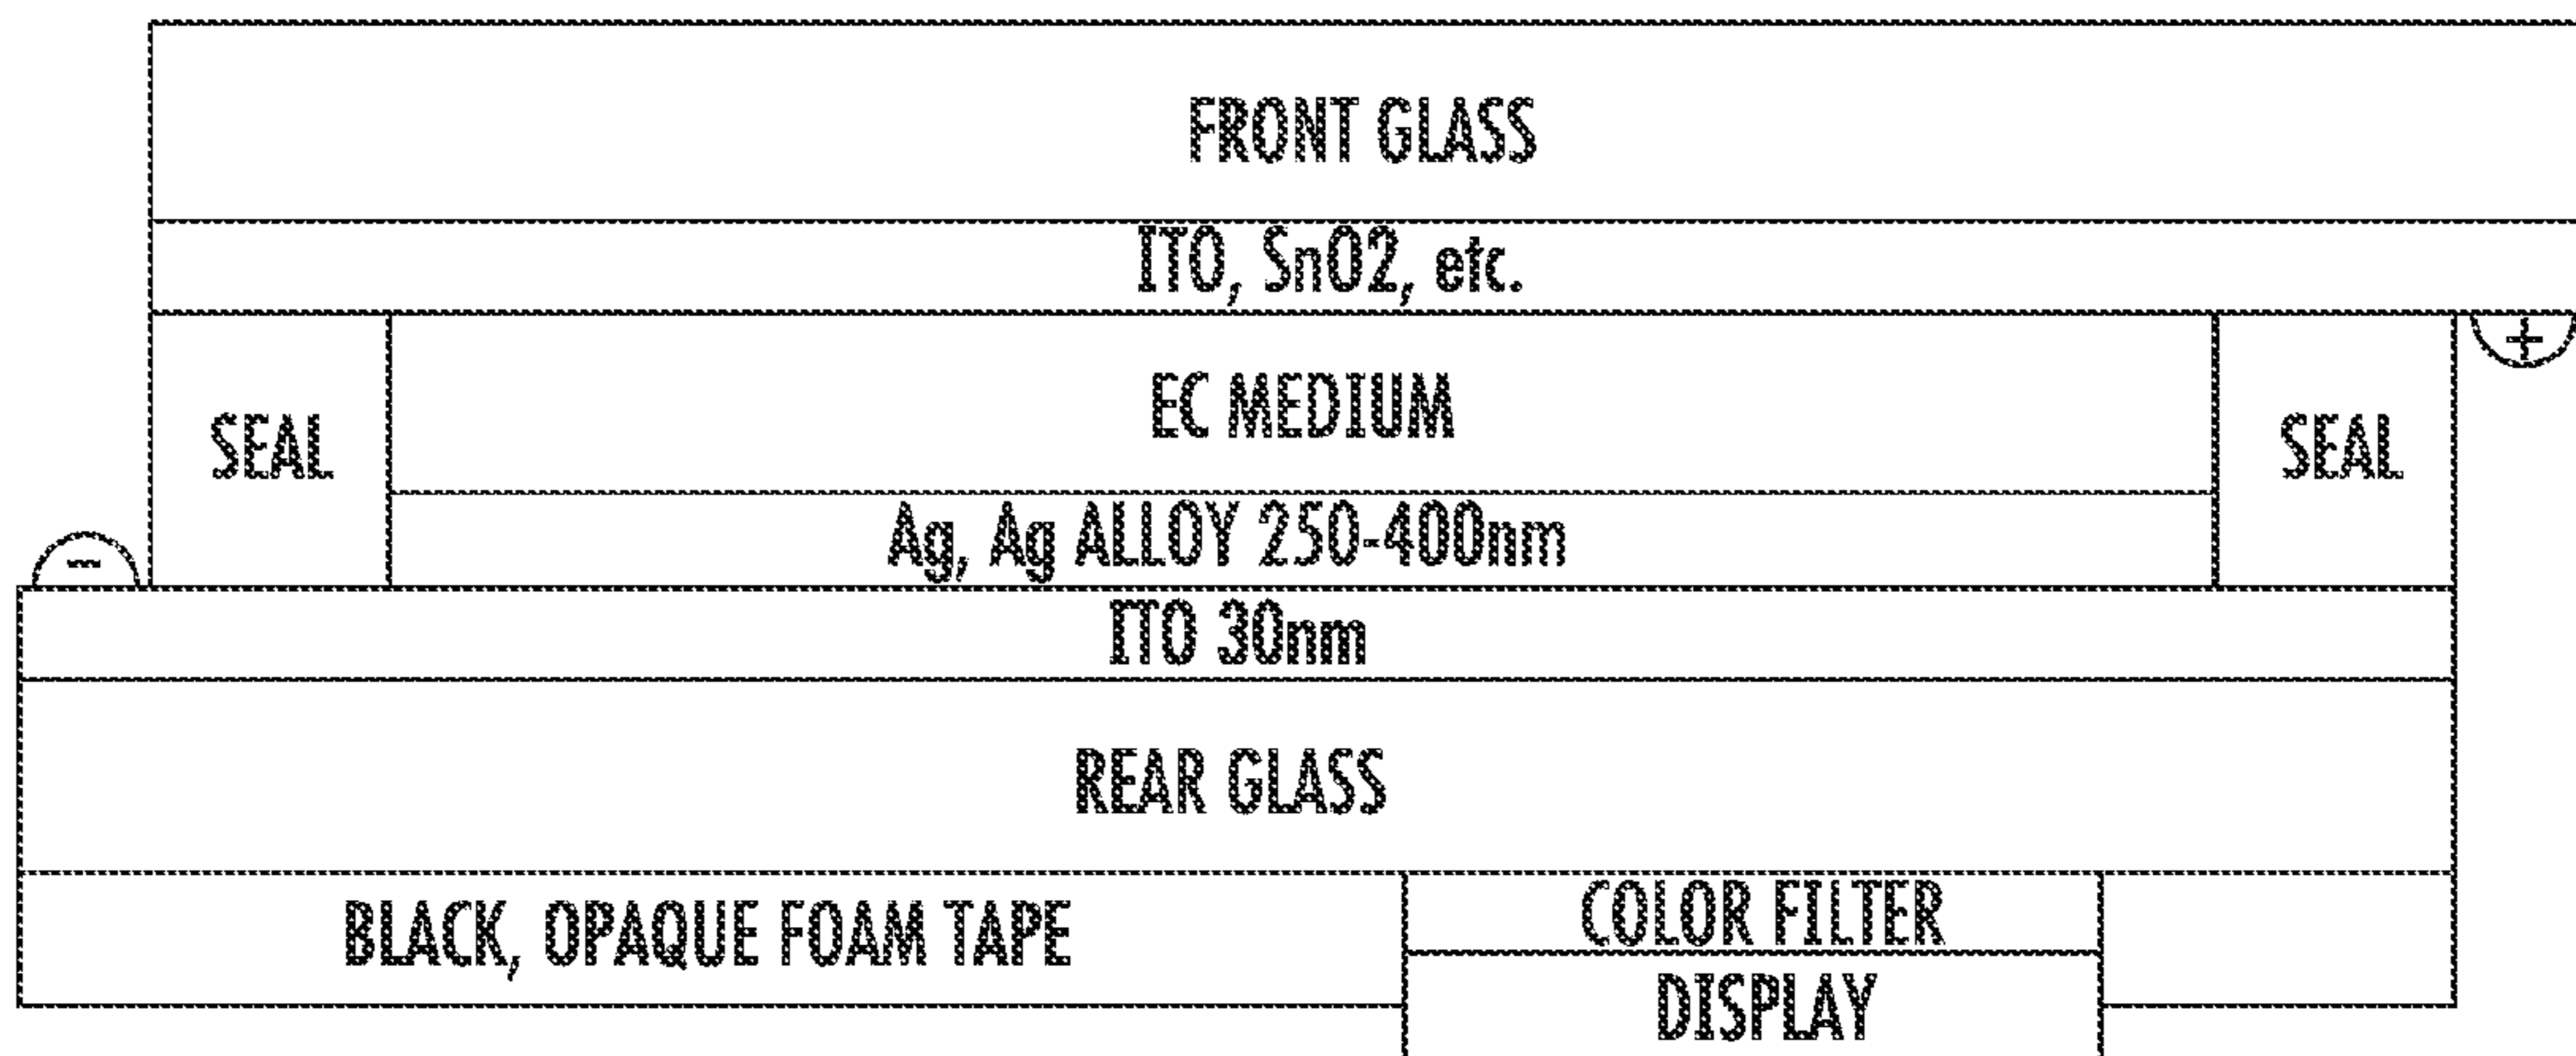 FRONT GLASS
ITO, SnO2, etc.
+
EC MEDIUM
SEAL
SEAL
Ag, Ag ALLOY 250-400nm
-
ITO 30nm
REAR GLASS
COLOR FILTER
BLACK, OPAQUE FOAM TAPE
DISPLAY